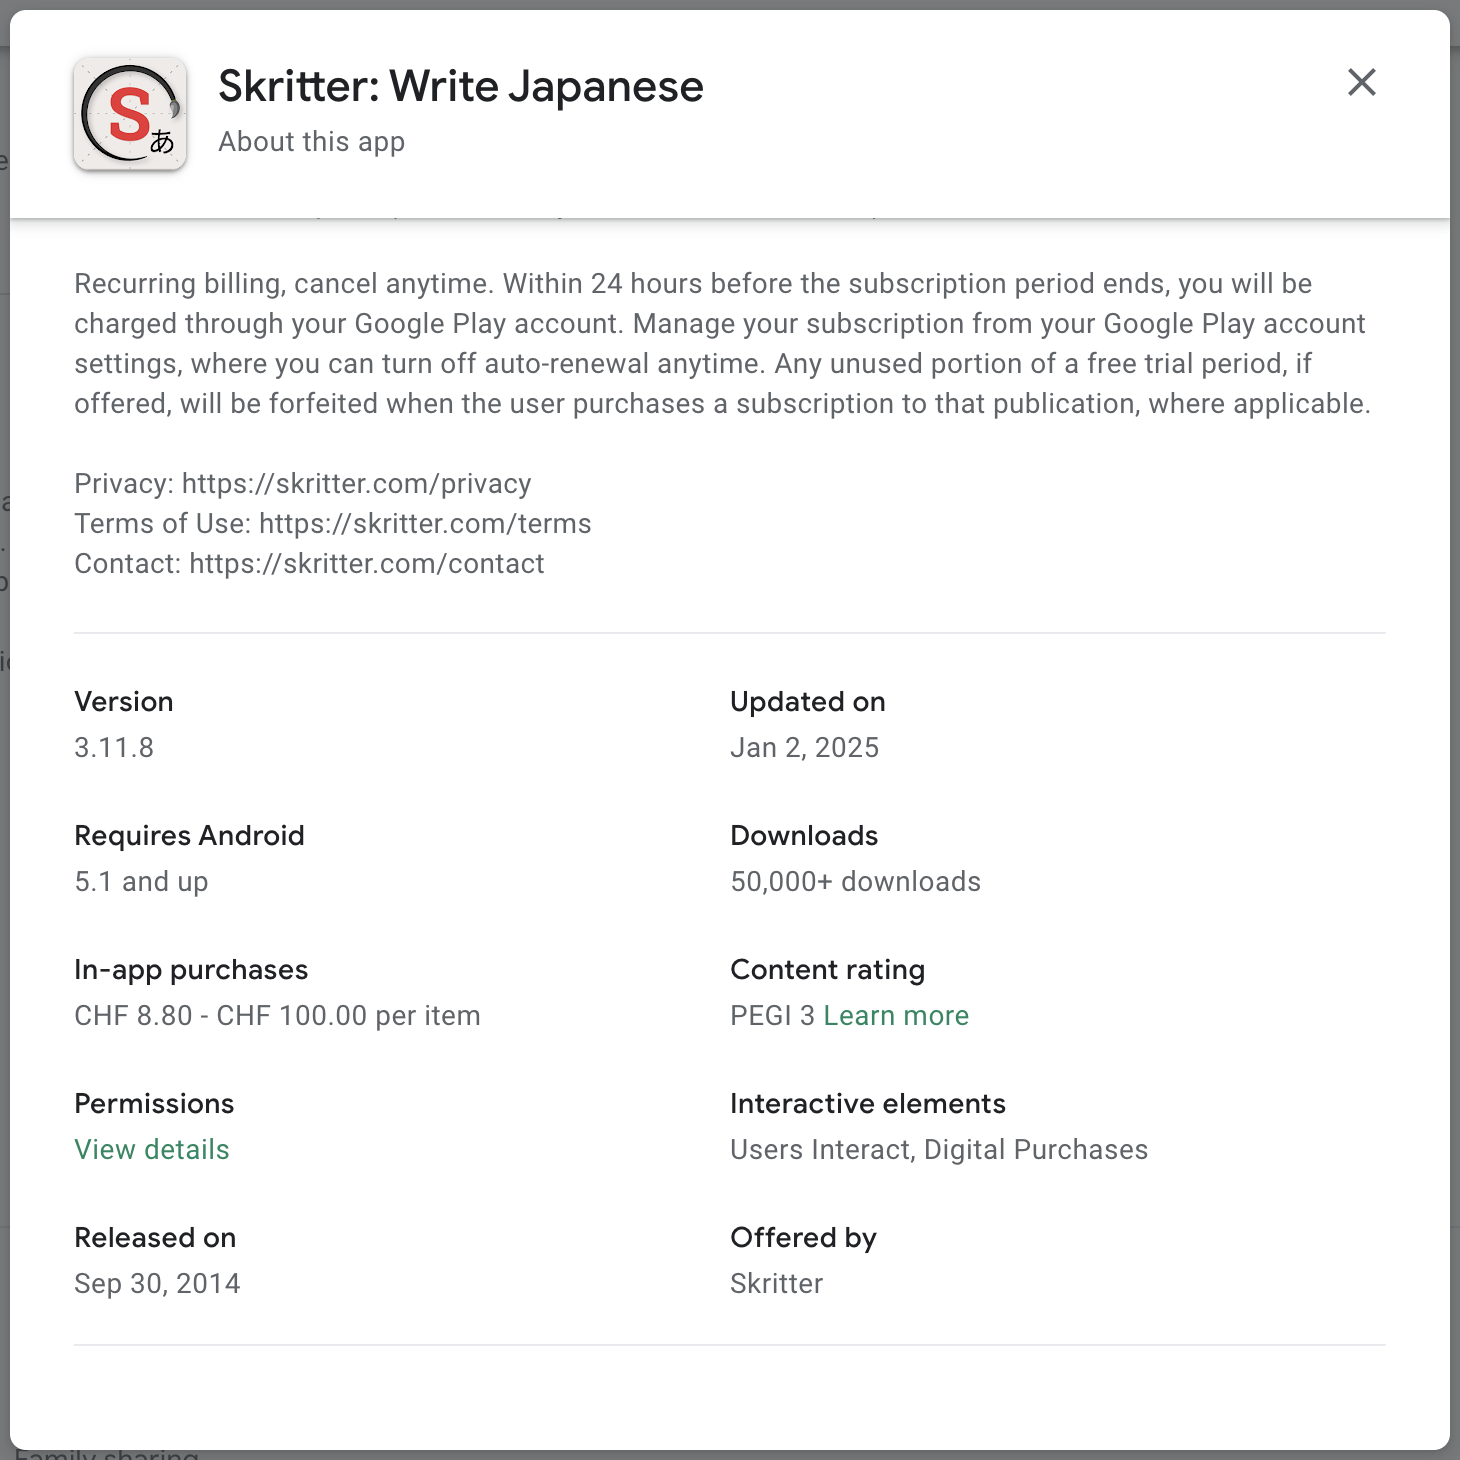 S
あ
Skritter: Write Japanese
About this app
Recurring billing, cancel anytime. Within 24 hours before the subscription period ends, you will be
charged through your Google Play account. Manage your subscription from your Google Play account
settings, where you can turn off auto-renewal anytime. Any unused portion of a free trial period, if
offered, will be forfeited when the user purchases a subscription to that publication, where applicable.
Privacy: https://skritter.com/privacy
Terms of Use: https://skritter.com/terms
Contact: https://skritter.com/contact
Version
3.11.8
Updated on
Jan 2, 2025
Requires Android
5.1 and up
Downloads
50,000+ downloads
In-app purchases
CHF 8.80 - CHF 100.00 per item
Content rating
PEGI 3 Learn more
Permissions
View details
Interactive elements
Users Interact, Digital Purchases
Released on
Sep 30, 2014
Offered by
Skritter
Family sharing